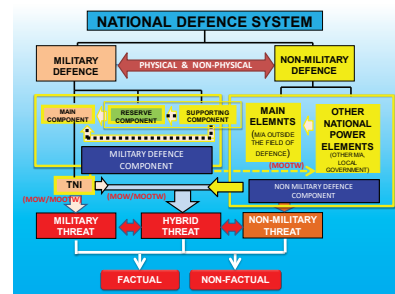 NATIONAL DEFENCE SYSTEM
MILITARY
DEFENCE
PHYSICAL & NON-PHYSICAL
NON-MILITARY
DEFENCE
MAIN
COMPONENT
RESERVE
COMPONENT
SUPPORTING
COMPONENT
MAIN
ELEMNTS
(M/A OUTSIDE
THE FIELD OF
DEFENCE)
OTHER
NATIONAL
POWER
ELEMENTS
(OTHER M/A,
LOCAL
GOVERNMENT)
MILITARY DEFENCE
COMPONENT
(MOOTW)
TNI
NON MILITARY DEFENCE
COMPONENT
(MOW/MOOTW)
(MOW/MOOTW)
MILITARY
THREAT
HYBRID
THREAT
NON-MILITARY
THREAT
FACTUAL
NON-FACTUAL